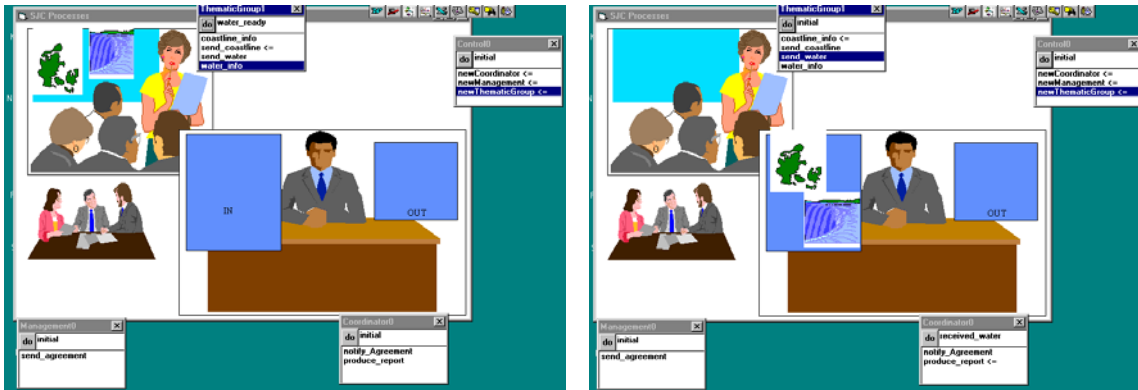 SJC Processes
ThematicGroup1
do water_ready
coastline_info
send_coastline <=
send_water
water_info
Control0
do initial
newCoordinator <=
newManagement <=
newThematicGroup <=
IN
OUT
Management0
do initial
send_agreement
Coordinator0
do initial
notify_Agreement
produce_report
SJC Processes
ThematicGroup1
do initial
coastline_info <=
send_coastline
send_water
water_info
Control0
do initial
newCoordinator <=
newManagement <=
newThematicGroup <=
OUT
Management0
do initial
send_agreement
Coordinator0
do received_water
notify_Agreement
produce_report <=